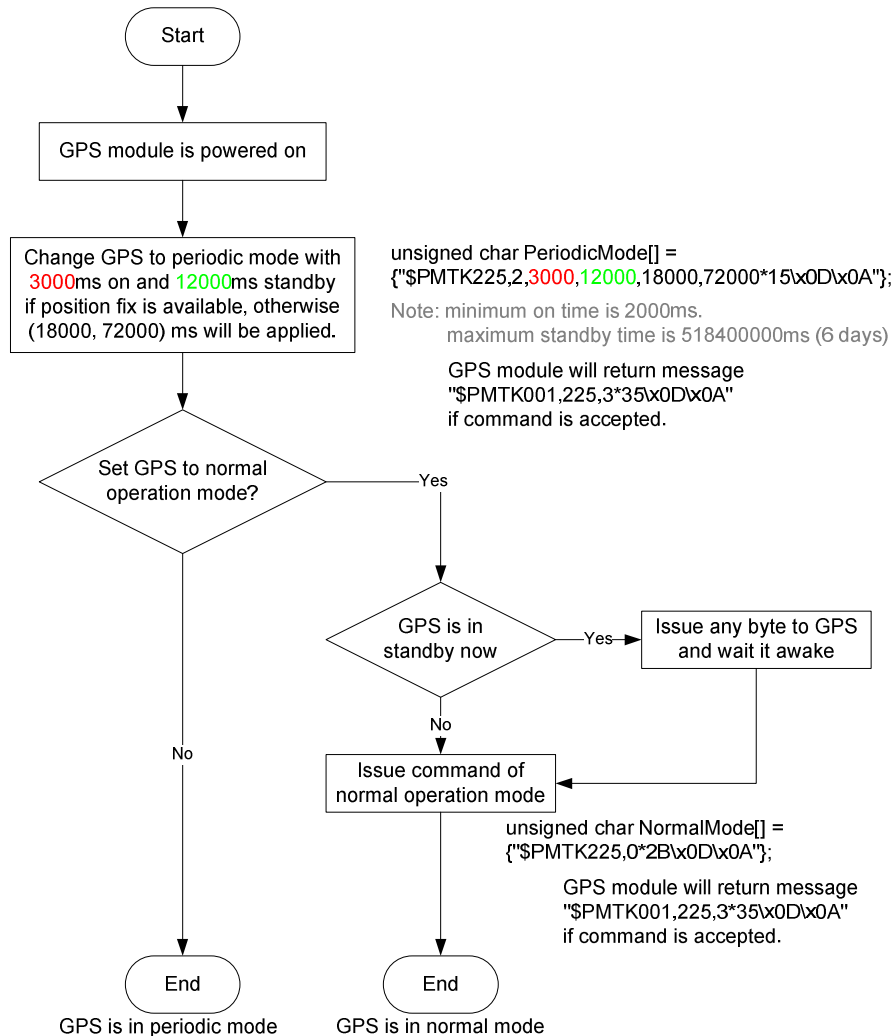 Start
GPS module is powered on
Change GPS to periodic mode with
3000ms on and 12000ms standby
if position fix is available, otherwise
(18000, 72000) ms will be applied.
unsigned char PeriodicMode[] =
{"$PMTK225,2,3000,12000,18000,72000*15\x0D\x0A"};
Note: minimum on time is 2000ms.
maximum standby time is 518400000ms (6 days)
GPS module will return message
"$PMTK001,225,3*35\x0D\x0A"
if command is accepted.
Set GPS to normal
operation mode?
Yes
GPS is in
standby now
Yes
Issue any byte to GPS
and wait it awake
No
No
Issue command of
normal operation mode
unsigned char NormalMode[] =
{"$PMTK225,0*2B\x0D\x0A"};
GPS module will return message
"$PMTK001,225,3*35\x0D\x0A"
if command is accepted.
End
GPS is in periodic mode
End
GPS is in normal mode